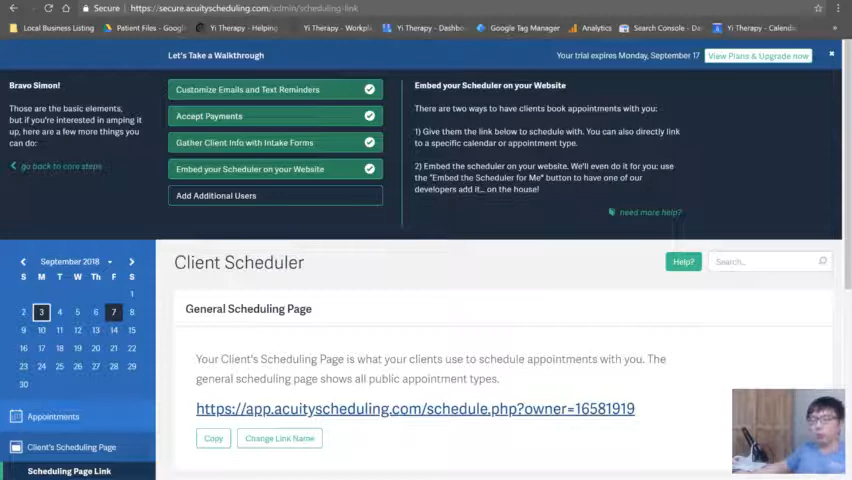 Secure https://secure.acuityscheduling.com/admin/scheduling-link
Local Business Listing Patient Files - Googl Yi Therapy - Helping Yi Therapy - Workpl Yi Therapy - Dashbo Google Tag Manager Analytics Search Console - Da Yi Therapy - Calend »
Let's Take a Walkthrough Your trial expires Monday, September 17 View Plans & Upgrade now
Bravo Simon!
Those are the basic elements,
but if you're interested in amping it
up, here are a few more things you
can do:
go back to core steps
Customize Emails and Text Reminders
Accept Payments
Gather Client Info with Intake Forms
Embed your Scheduler on your Website
Add Additional Users
Embed your Scheduler on your Website
There are two ways to have clients book appointments with you:
1) Give them the link below to schedule with. You can also directly link
to a specific calendar or appointment type.
2) Embed the scheduler on your website. We'll even do it for you: use
the "Embed the Scheduler for Me" button to have one of our
developers add it... on the house!
need more help?
September 2018
S M T W Th F S
1
2 3 4 5 6 7 8
9 10 11 12 13 14 15
16 17 18 19 20 21 22
23 24 25 26 27 28 29
30
Appointments
Client's Scheduling Page
Scheduling Page Link
Client Scheduler
Help?
Search...
General Scheduling Page
Your Client's Scheduling Page is what your clients use to schedule appointments with you. The
general scheduling page shows all public appointment types.
https://app.acuityscheduling.com/schedule.php?owner=16581919
Copy
Change Link Name